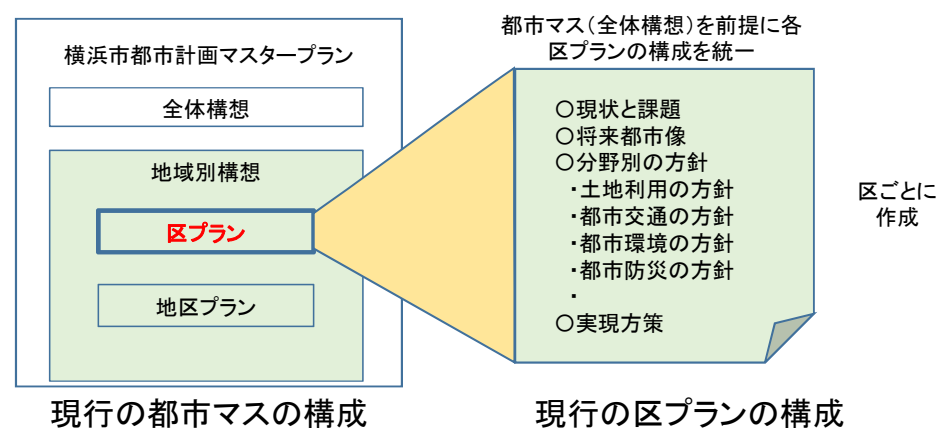 横浜市都市計画マスタープラン
全体構想
地域別構想
区プラン
地区プラン
現行の都市マスの構成
都市マス(全体構想)を前提に各
区プランの構成を統一
○現状と課題
○将来都市像
○分野別の方針
・土地利用の方針
・都市交通の方針
・都市環境の方針
・都市防災の方針
・
○実現方策
区ごとに
作成
現行の区プランの構成